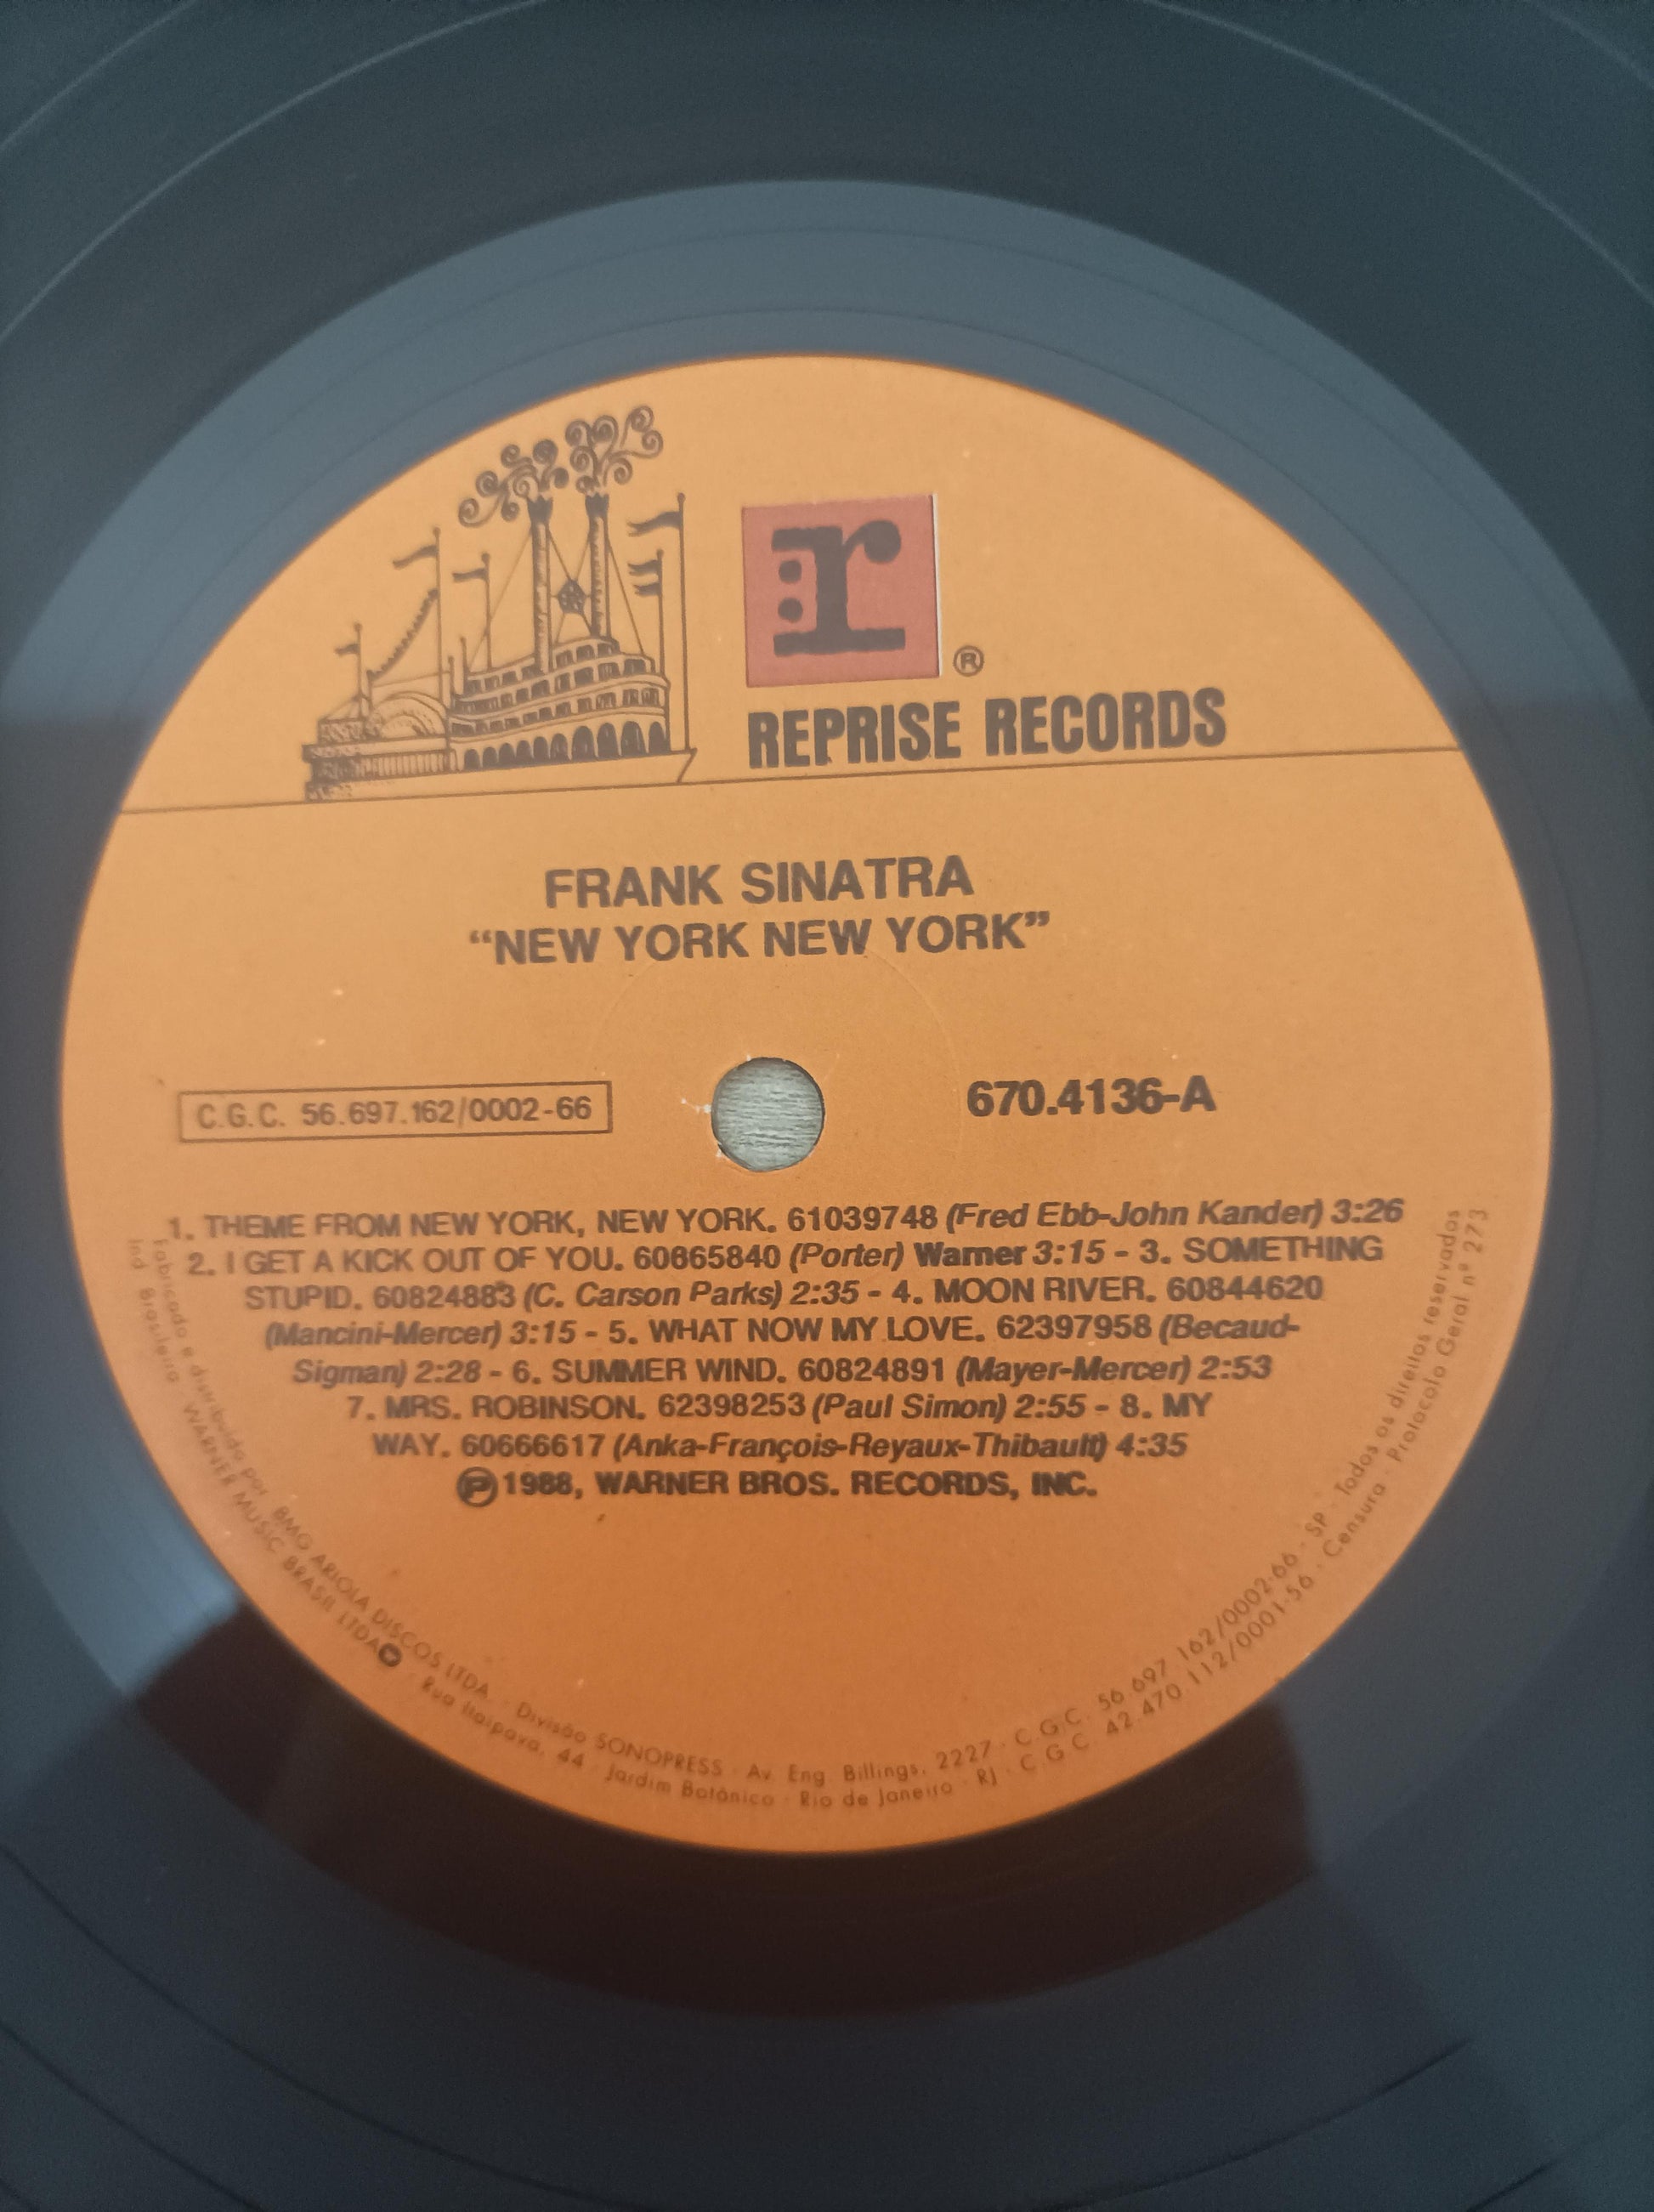 r
®
REPRISE RECORDS
FRANK SINATRA
“NEW YORK NEW YORK”
C.G.C. 56.697.162/0002-66
670.4136-A
1. THEME FROM NEW YORK, NEW YORK. 61039748 (Fred Ebb-John Kander) 3:26
2. I GET A KICK OUT OF YOU. 60665840 (Porter) Warner 3:15 - 3. SOMETHING
STUPID. 60824883 (C. Carson Parks) 2:35 - 4. MOON RIVER. 60844620
(Mancini-Mercer) 3:15 - 5. WHAT NOW MY LOVE. 62397958 (Becaud-
Sigman) 2:28 - 6. SUMMER WIND. 60824891 (Mayer-Mercer) 2:53
7. MRS. ROBINSON. 62398253 (Paul Simon) 2:55 - 8. MY
WAY. 60666617 (Anka-François-Reyaux-Thibault) 4:35
Ⓟ1988, WARNER BROS. RECORDS, INC.
Fabricado e distribuído por BMG ARIOLA DISCOS LTDA. · Divisão SONOPRESS · Av. Eng. Billings, 2227 · C.G.C. 56.697.162/0002-66 - SP · Todos os direitos reservados
Ind. Brasileira · WARNER MUSIC BRASIL LTDA · Rua Itaipava, 44 · Jardim Botânico · Rio de Janeiro · RJ · C.G.C. 42.470.112/0001-56 · Censura · Protocolo Geral nº 273